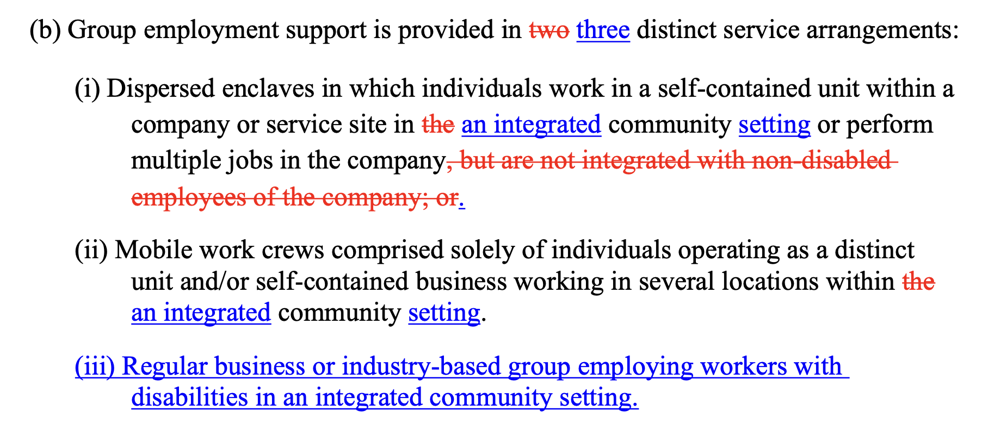 (b) Group employment support is provided in two three distinct service arrangements:
(i) Dispersed enclaves in which individuals work in a self-contained unit within a
company or service site in the an integrated community setting or perform
multiple jobs in the company, but are not integrated with non-disabled
employees of the company; or.
(ii) Mobile work crews comprised solely of individuals operating as a distinct
unit and/or self-contained business working in several locations within the
an integrated community setting.
(iii) Regular business or industry-based group employing workers with
disabilities in an integrated community setting.